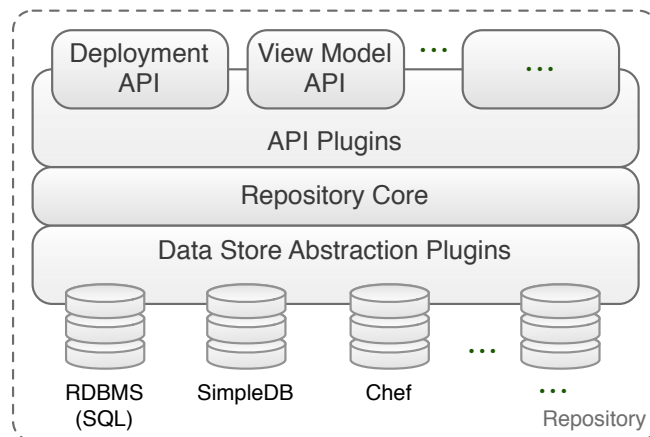 Deployment
API
View Model
API
...
...
API Plugins
Repository Core
Data Store Abstraction Plugins
RDBMS
(SQL)
SimpleDB
Chef
...
...
Repository